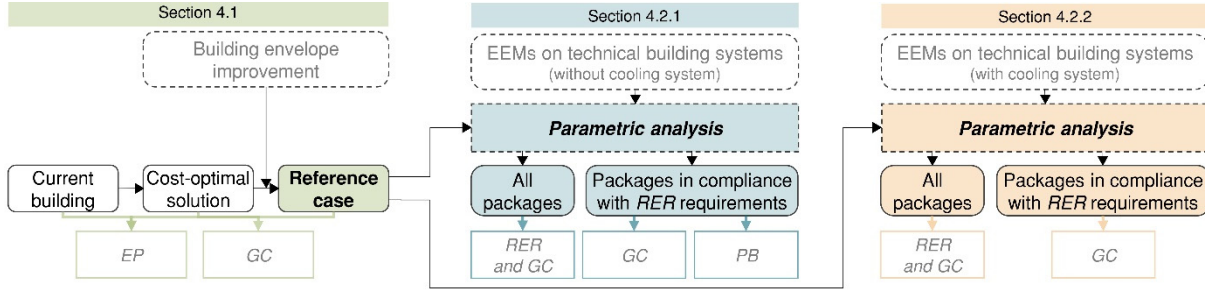 Section 4.1
Building envelope
improvement
Current
building
Cost-optimal
solution
Reference
case
EP
GC
Section 4.2.1
EEMs on technical building systems
(without cooling system)
Parametric analysis
All
packages
Packages in compliance
with RER requirements
RER
and GC
GC
PB
Section 4.2.2
EEMs on technical building systems
(with cooling system)
Parametric analysis
All
packages
Packages in compliance
with RER requirements
RER
and GC
GC